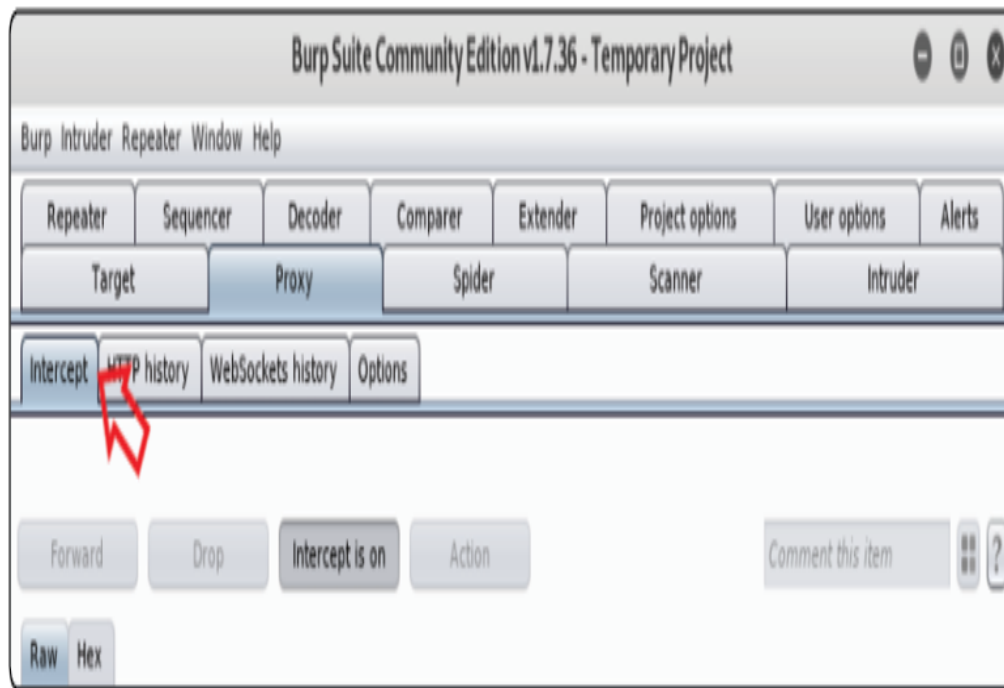 Burp Suite Community Edition v1.7.36 - Temporary Project
Burp Intruder Repeater Window Help
Repeater Sequencer Decoder Comparer Extender Project options User options Alerts
Target Proxy Spider Scanner Intruder
Intercept HTTP history WebSockets history Options
Forward Drop Intercept is on Action Comment this item ?
Raw Hex